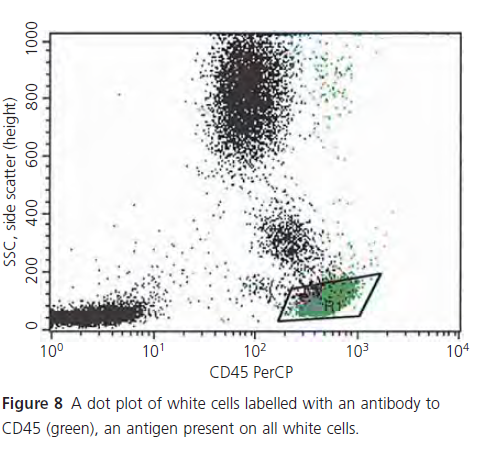 1000
800
600
400
200
0
SSC, side scatter (height)
10⁰ 10¹ 10² 10³ 10⁴
CD45 PerCP
Figure 8 A dot plot of white cells labelled with an antibody to
CD45 (green), an antigen present on all white cells.